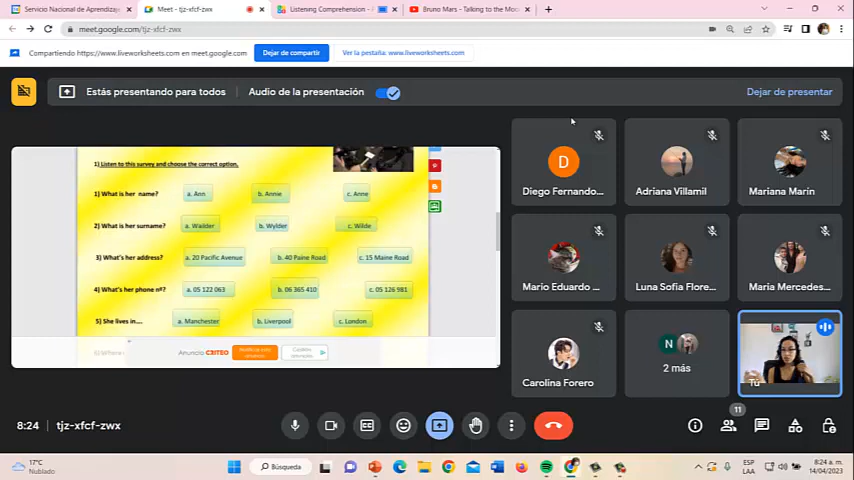 Servicio Nacional de Aprendizaj
Meet - tjz-xfcf-zwx
Listening Comprehension - A
Bruno Mars - Talking to the Moo
meet.google.com/tjz-xfcf-zwx
Compartiendo https://www.liveworksheets.com en meet.google.com
Dejar de compartir
Ver la pestaña: www.liveworksheets.com
Estás presentando para todos
Audio de la presentación
Dejar de presentar
1) Listen to this survey and choose the correct option.
1) What is her name?
a. Ann
b. Annie
c. Anne
2) What is her surname?
a. Wailder
b. Wylder
c. Wilde
3) What's her address?
a. 20 Pacific Avenue
b. 40 Paine Road
c. 15 Maine Road
4) What's her phone nº?
a. 05 122 063
b. 06 365 410
c. 05 126 981
5) She lives in....
a. Manchester
b. Liverpool
c. London
Anuncio CRITEO
D
Diego Fernando...
Adriana Villamil
Mariana Marin
Mario Eduardo ...
Luna Sofia Flore...
Maria Mercedes...
Carolina Forero
N
2 más
Tú
8:24
tjz-xfcf-zwx
11
17°C
Nublado
Búsqueda
ESP
LAA
8:24 a. m.
14/04/2023